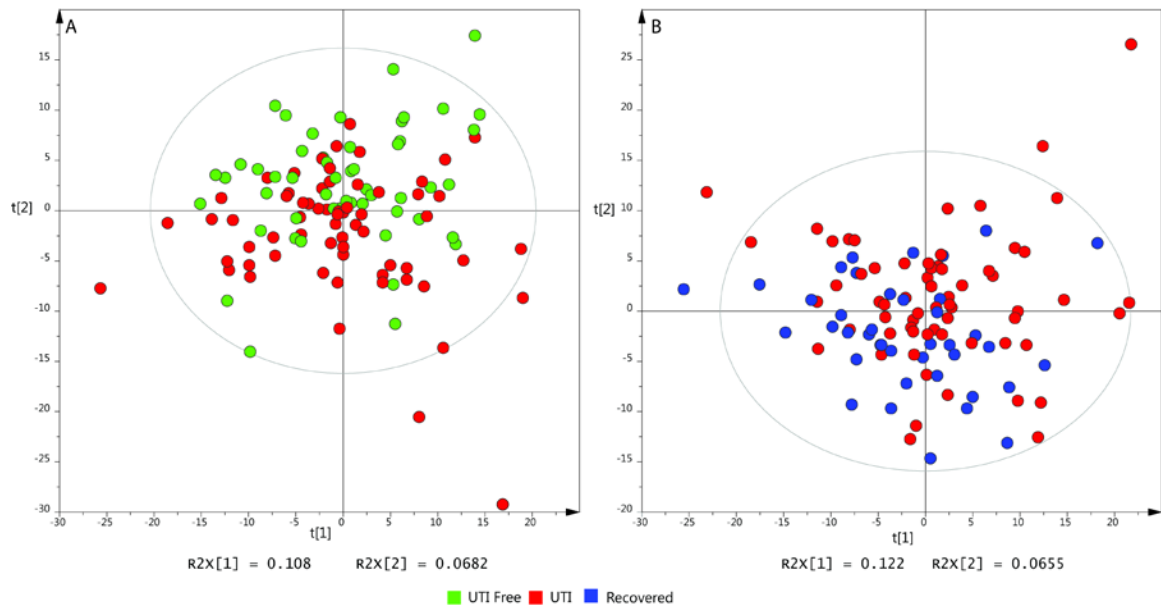 A
15
10
5
t[2] 0
-5
-10
-15
-20
-25
-30
-30 -25 -20 -15 -10 -5 0 5 10 15 20
t[1]
R2X[1] = 0.108 R2X[2] = 0.0682
B
25
20
15
t[2] 10
5
0
-5
-10
-15
-20
-30 -25 -20 -15 -10 -5 0 5 10 15 20
t[1]
R2X[1] = 0.122 R2X[2] = 0.0655
UTI Free UTI Recovered